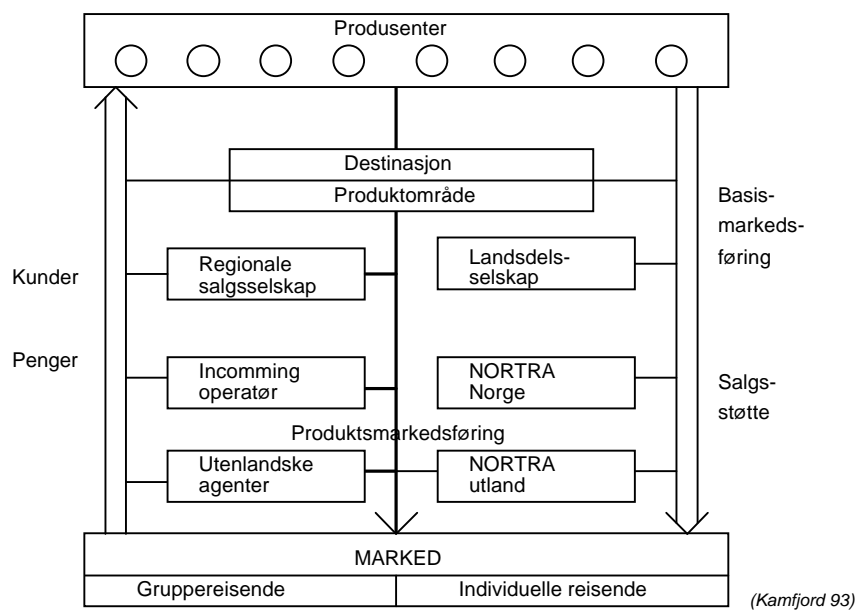 Produsenter
Destinasjon
Produktområde
Basis-
markeds-
føring
Regionale
salgsselskap
Landsdels-
selskap
Kunder
Penger
Incomming
operatør
NORTRA
Norge
Salgs-
støtte
Produktsmarkedsføring
Utenlandske
agenter
NORTRA
utland
MARKED
Gruppereisende
Individuelle reisende
(Kamfjord 93)